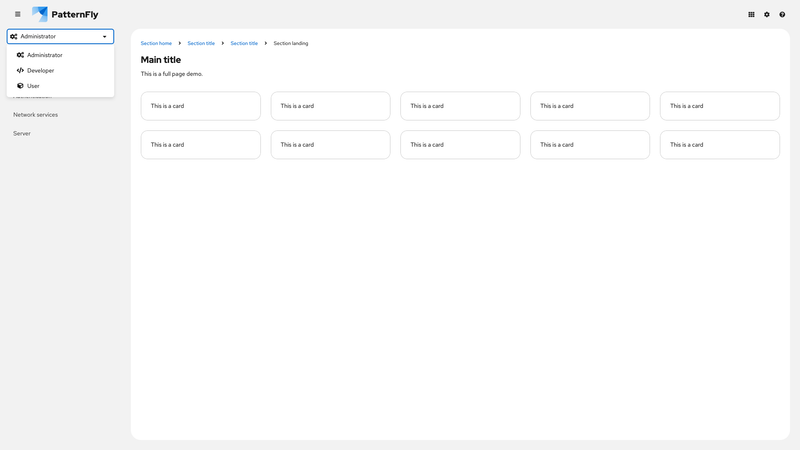 PatternFly
Administrator
Administrator
Developer
User
Network services
Server
Section home Section title Section title Section landing
Main title
This is a full page demo.
This is a card This is a card This is a card This is a card This is a card
This is a card This is a card This is a card This is a card This is a card